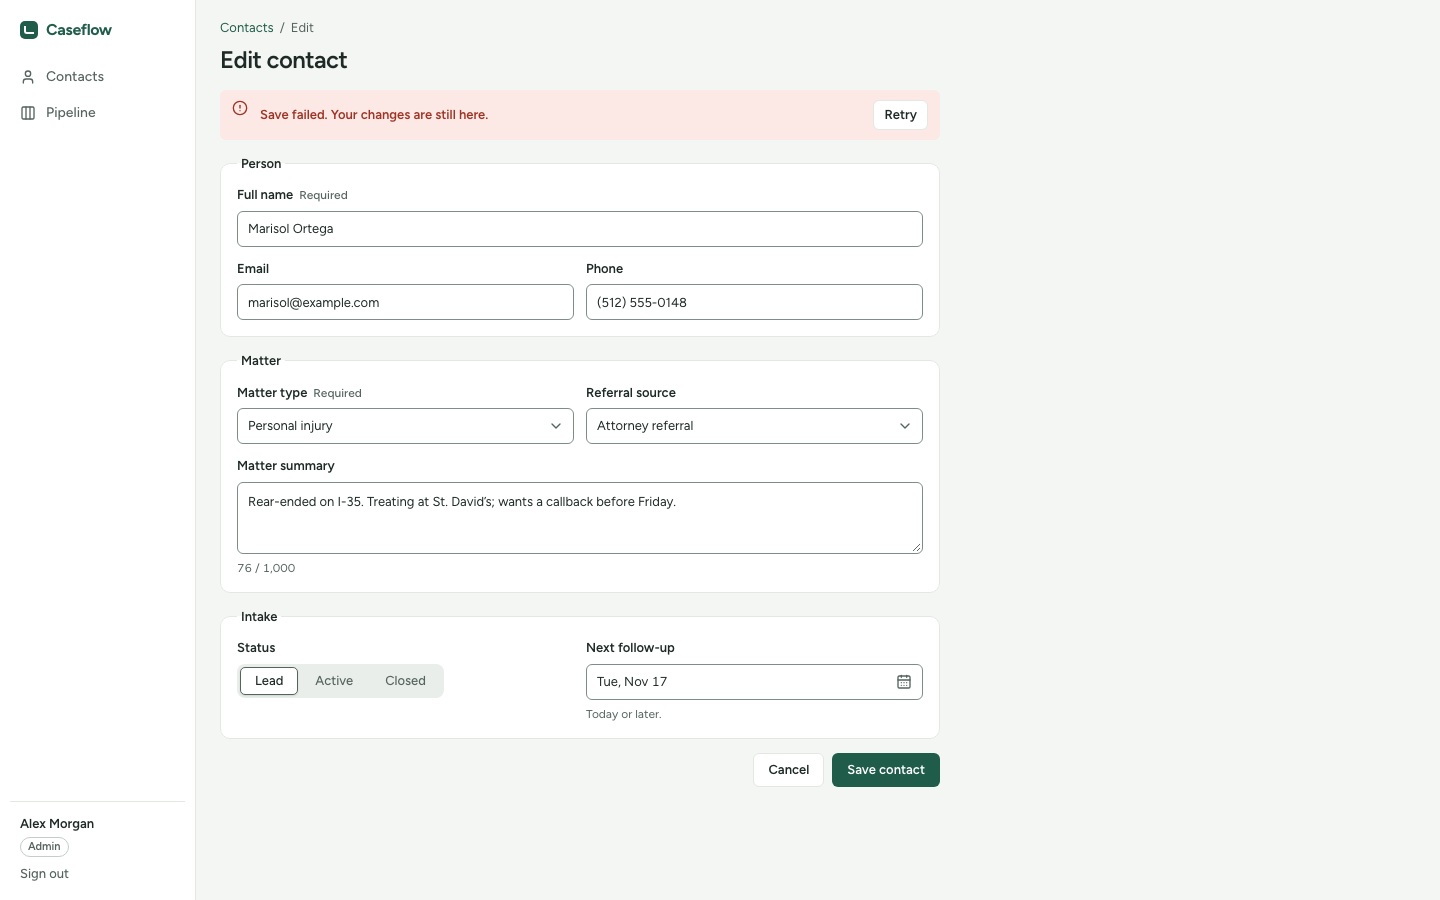 Caseflow
Contacts
Pipeline
Alex Morgan
Admin
Sign out
Contacts / Edit
Edit contact
Save failed. Your changes are still here.
Retry
Person
Full name Required
Marisol Ortega
Email
Phone
marisol@example.com
(512) 555-0148
Matter
Matter type Required
Referral source
Personal injury
Attorney referral
Matter summary
Rear-ended on I-35. Treating at St. David’s; wants a callback before Friday.
76 / 1,000
Intake
Status
Next follow-up
Lead Active Closed
Tue, Nov 17
Today or later.
Cancel
Save contact